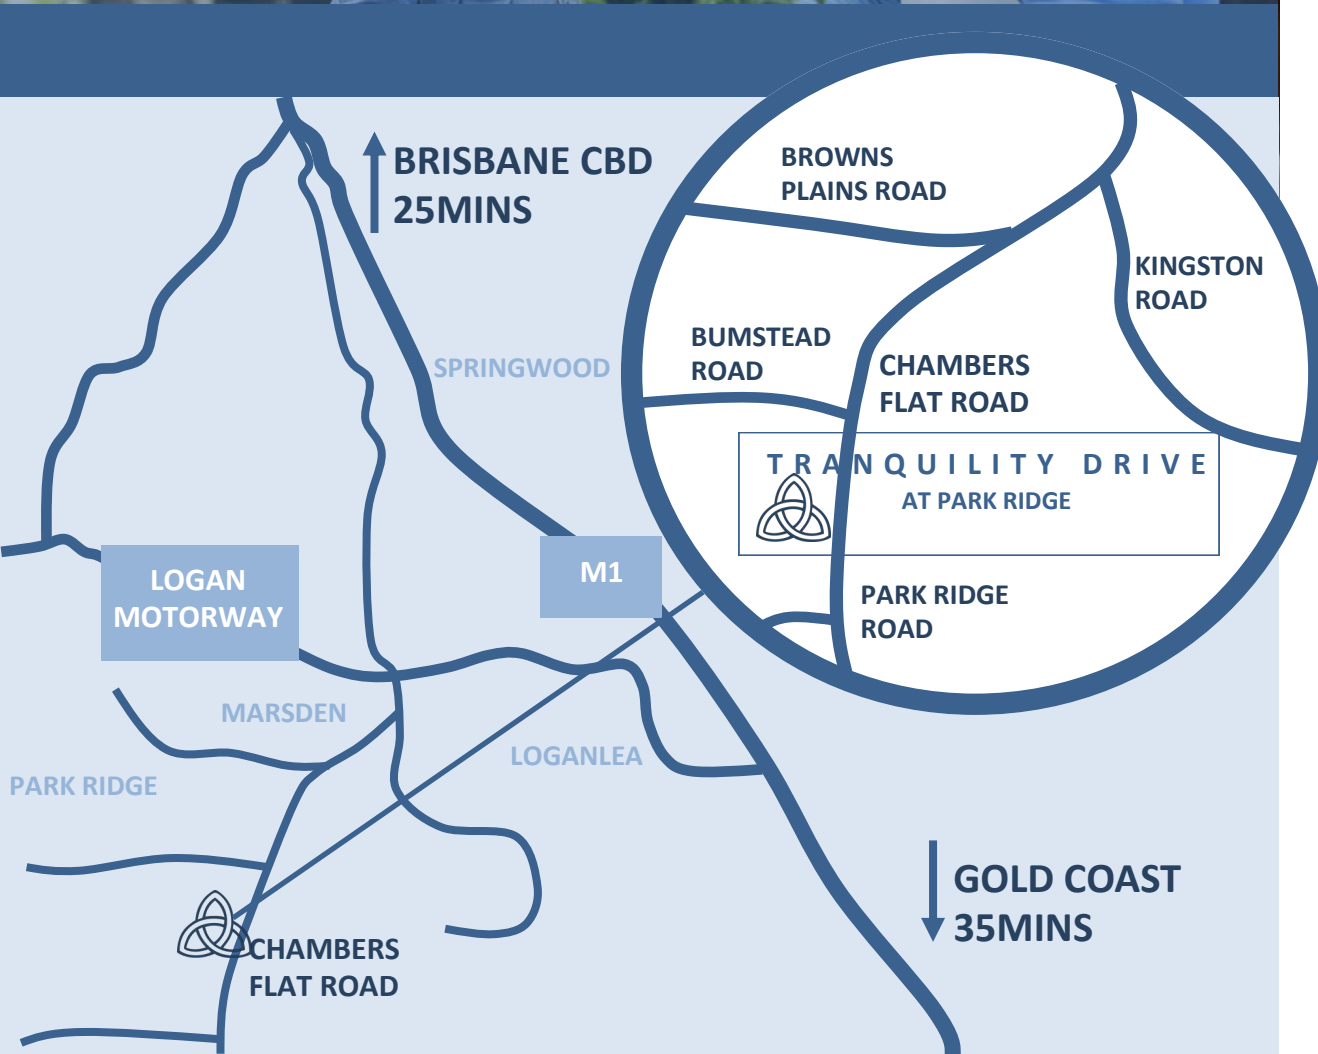 BRISBANE CBD
25MINS
BROWNS
PLAINS ROAD
KINGSTON
ROAD
BUMSTEAD
ROAD
SPRINGWOOD
CHAMBERS
FLAT ROAD
TRANQUILITY DRIVE
AT PARK RIDGE
LOGAN
MOTORWAY
M1
PARK RIDGE
ROAD
MARSDEN
LOGANLEA
PARK RIDGE
GOLD COAST
35MINS
CHAMBERS
FLAT ROAD